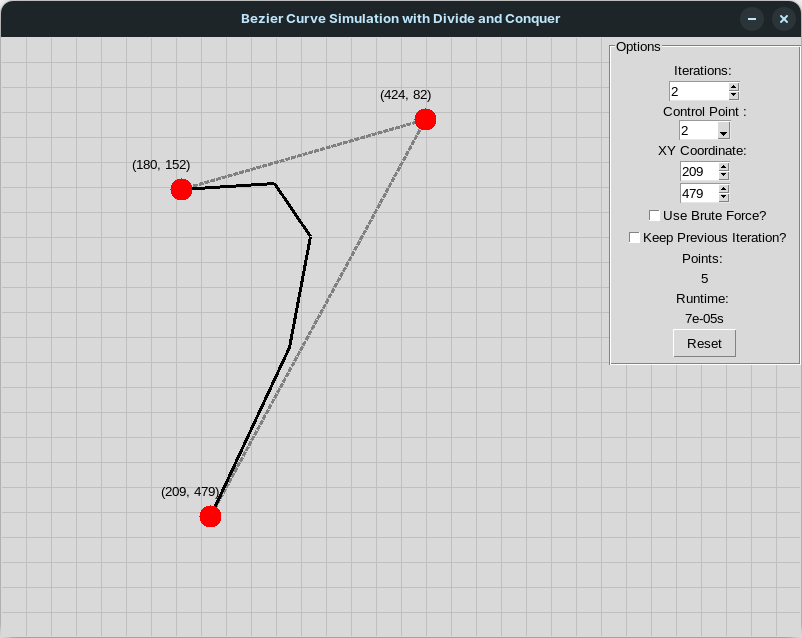 Bezier Curve Simulation with Divide and Conquer
Options
Iterations:
2
Control Point :
2
XY Coordinate:
209
479
Use Brute Force?
Keep Previous Iteration?
Points:
5
Runtime:
7e-05s
Reset
(424, 82)
(180, 152)
(209, 479)